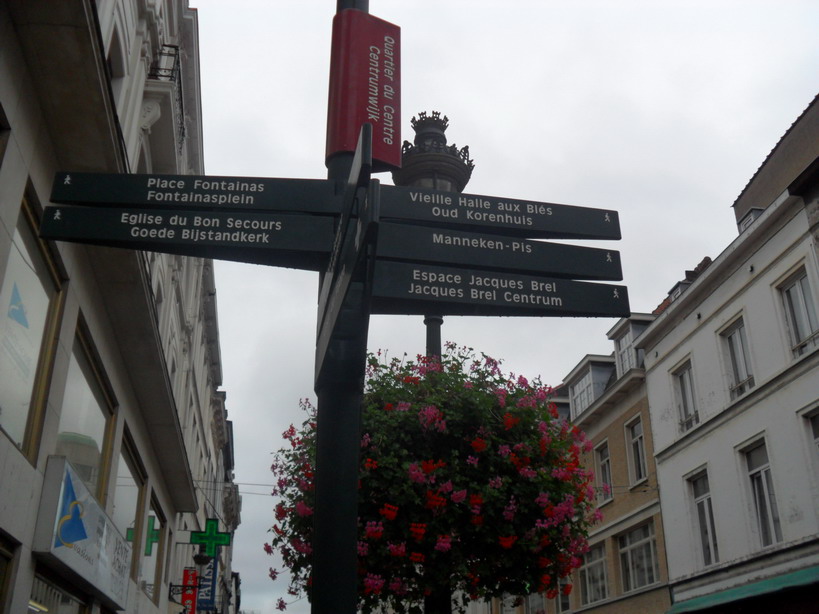 Quartier du Centre
Centrumwijk
Place Fontainas
Fontainasplein
Eglise du Bon Secours
Goede Bijstandkerk
Vieille Halle aux Blés
Oud Korenhuis
Manneken-Pis
Espace Jacques Brel
Jacques Brel Centrum